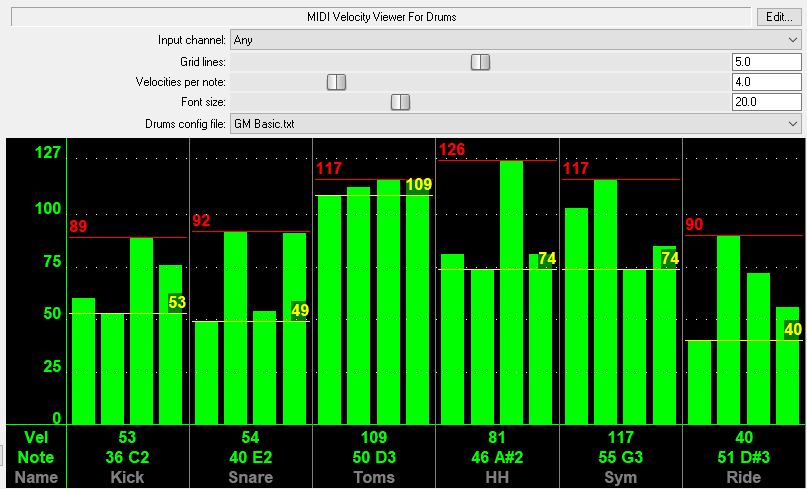 MIDI Velocity Viewer For Drums Edit...
Input channel: Any
Grid lines: 5.0
Velocities per note: 4.0
Font size: 20.0
Drums config file: GM Basic.txt
127
126
117 117
109
100
92
90
89
75
74 74
53
50
49
40
25
0
Vel 53 54 109 81 117 40
Note 36 C2 40 E2 50 D3 46 A#2 55 G3 51 D#3
Name Kick Snare Toms HH Sym Ride